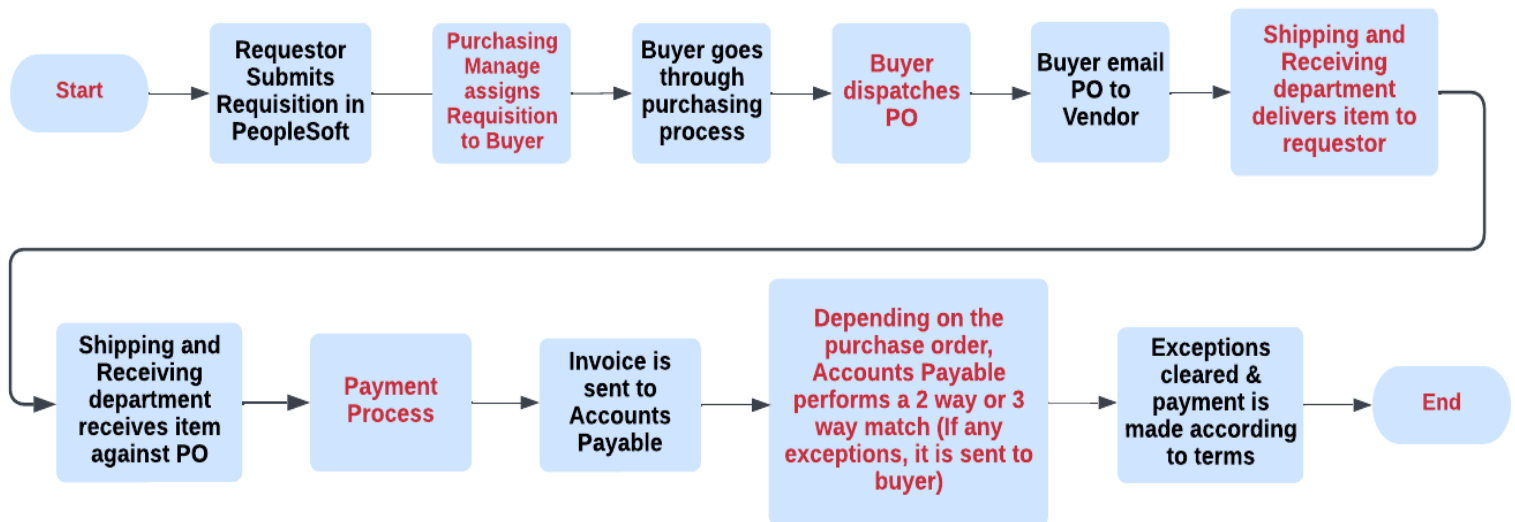 Start
Requestor
Submits
Requisition in
PeopleSoft
Purchasing
Manage
assigns
Requisition
to Buyer
Buyer goes
through
purchasing
process
Buyer
dispatches
PO
Buyer email
PO to
Vendor
Shipping and
Receiving
department
delivers item to
requestor
Shipping and
Receiving
department
receives item
against PO
Payment
Process
Invoice is
sent to
Accounts
Payable
Depending on the
purchase order,
Accounts Payable
performs a 2 way or 3
way match (If any
exceptions, it is sent to
buyer)
Exceptions
cleared &
payment is
made according
to terms
End